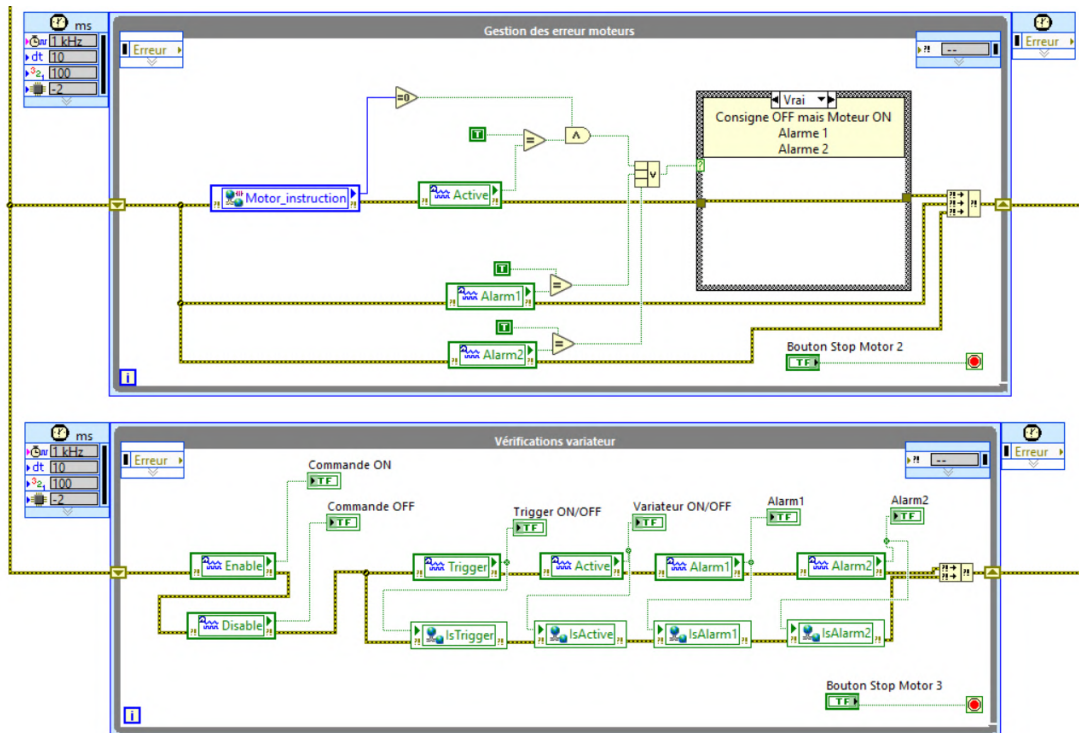 ms
1 kHz
dt 10
100
-2
Gestion des erreur moteurs
Erreur
--
Erreur
=0
T
=
Λ
V
Vrai
Consigne OFF mais Moteur ON
Alarme 1
Alarme 2
?
Motor_instruction
Active
T
=
Alarm1
T
=
Alarm2
Bouton Stop Motor 2
TF
i
ms
1 kHz
dt 10
100
-2
Vérifications variateur
Erreur
--
Erreur
Commande ON
TF
Commande OFF
TF
Trigger ON/OFF
TF
Variateur ON/OFF
TF
Alarm1
TF
Alarm2
TF
Enable
Trigger
Active
Alarm1
Alarm2
Disable
IsTrigger
IsActive
IsAlarm1
IsAlarm2
Bouton Stop Motor 3
TF
i